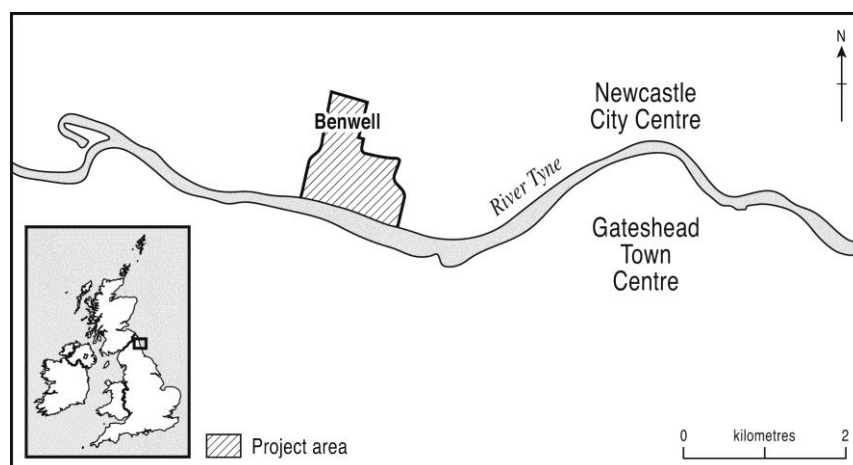 N
Newcastle
City Centre
Benwell
River Tyne
Gateshead
Town
Centre
Project area
0 kilometres 2